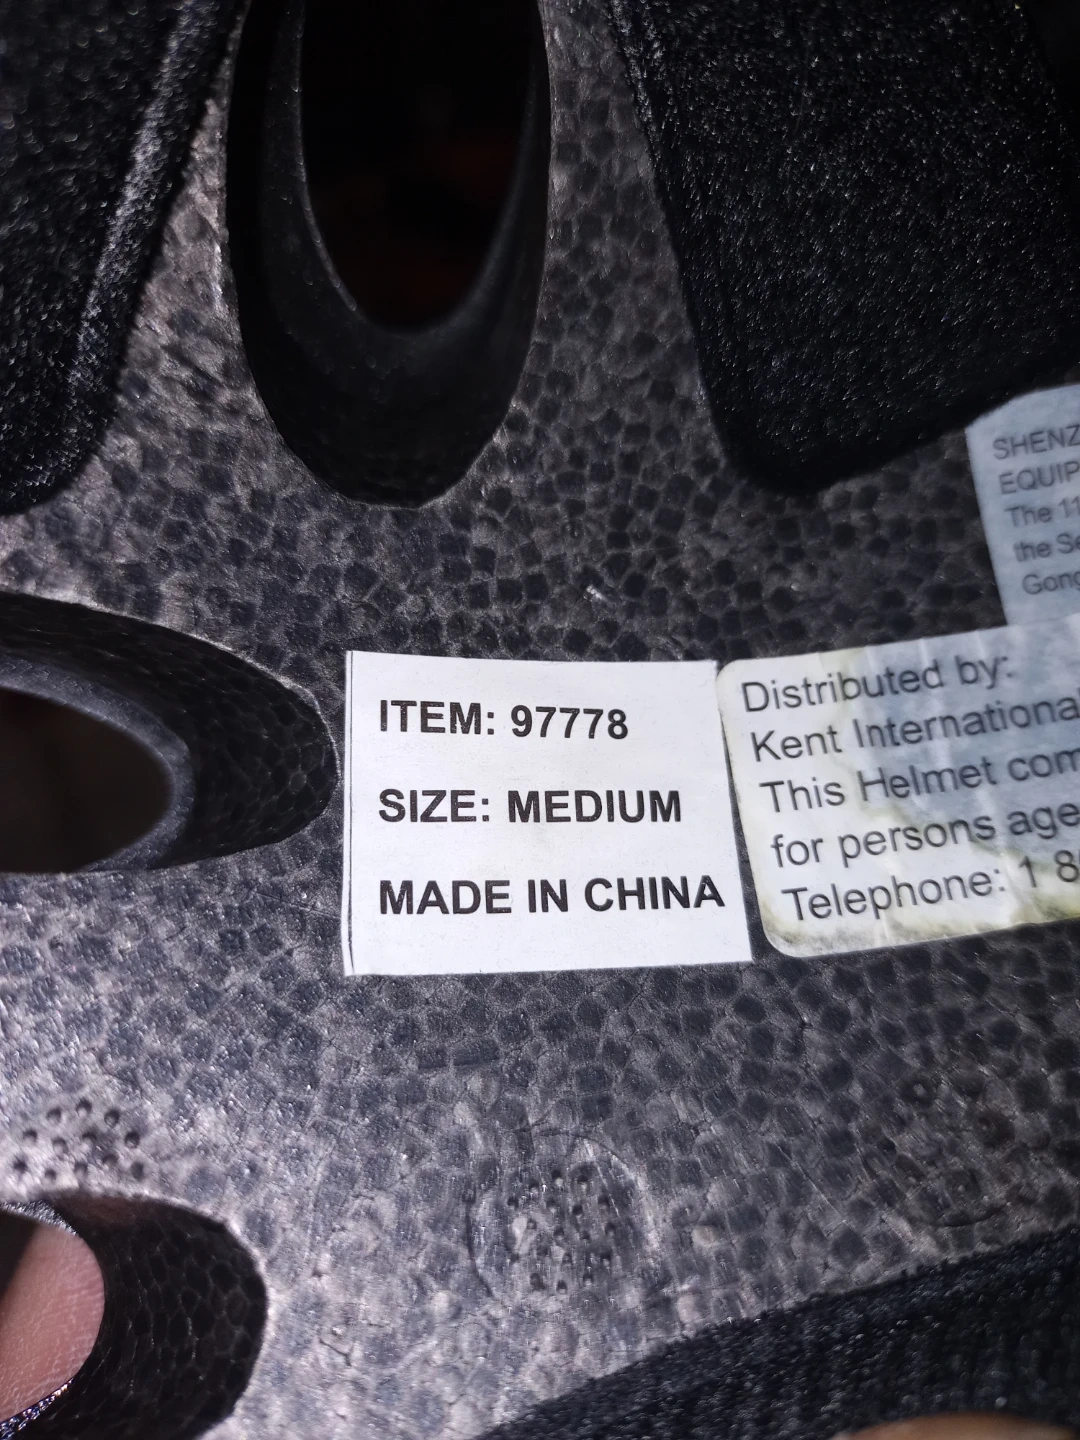 SHENZ
EQUIP
The 11
the Se
Gong
ITEM: 97778
SIZE: MEDIUM
MADE IN CHINA
Distributed by:
Kent International
This Helmet com
for persons age
Telephone: 1 8